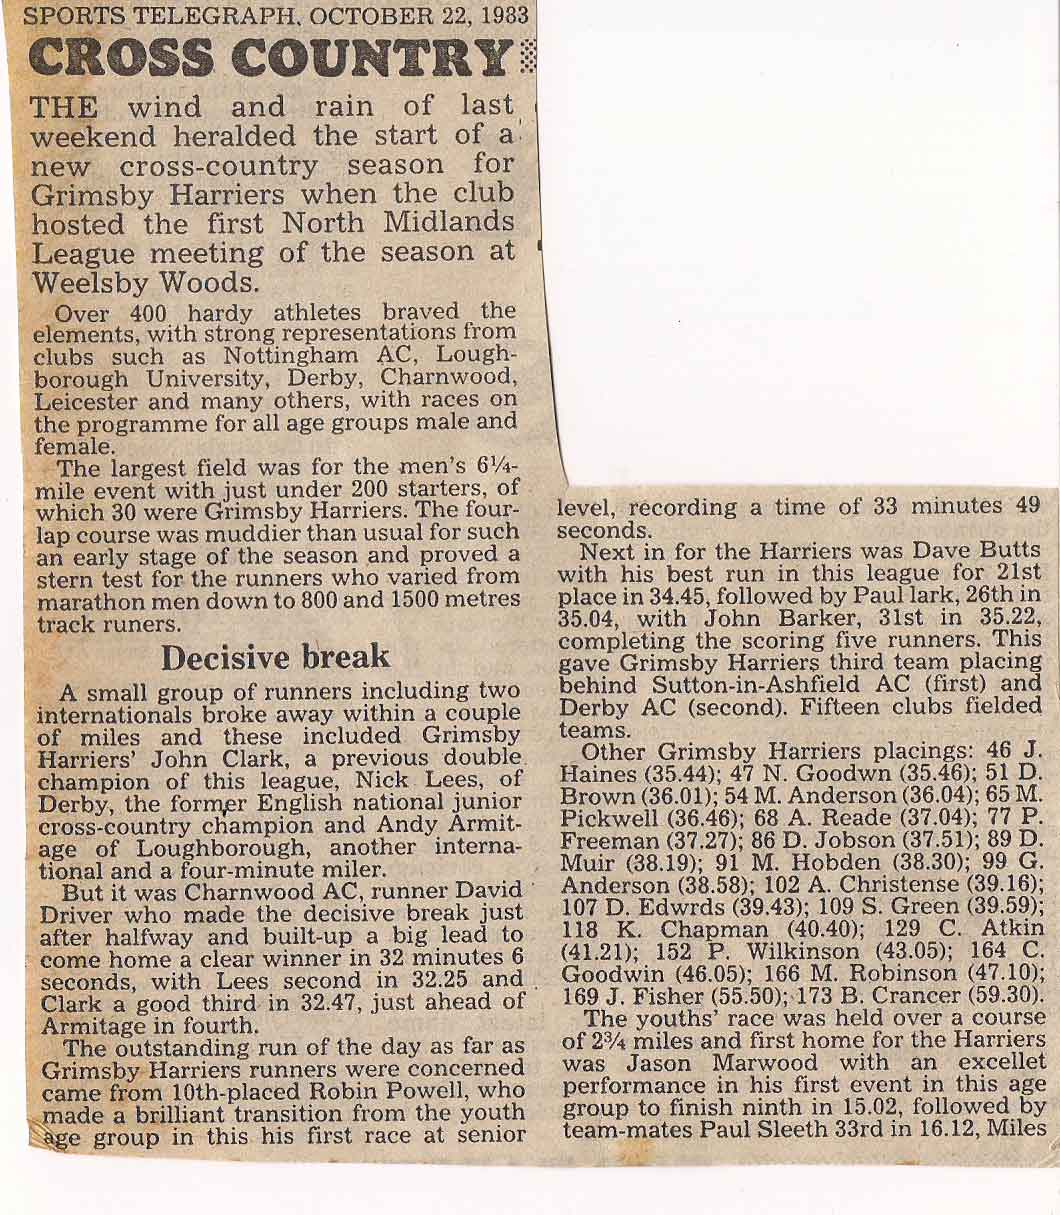 SPORTS TELEGRAPH, OCTOBER 22, 1983
CROSS COUNTRY
THE wind and rain of last
weekend heralded the start of a
new cross-country season for
Grimsby Harriers when the club
hosted the first North Midlands
League meeting of the season at
Weelsby Woods.
Over 400 hardy athletes braved the
elements, with strong representations from
clubs such as Nottingham AC, Lough-
borough University, Derby, Charnwood,
Leicester and many others, with races on
the programme for all age groups male and
female.
The largest field was for the men's 6¼-
mile event with just under 200 starters, of
which 30 were Grimsby Harriers. The four-
lap course was muddier than usual for such
an early stage of the season and proved a
stern test for the runners who varied from
marathon men down to 800 and 1500 metres
track runers.
Decisive break
A small group of runners including two
internationals broke away within a couple
of miles and these included Grimsby
Harriers' John Clark, a previous double
champion of this league, Nick Lees, of
Derby, the former English national junior
cross-country champion and Andy Armit-
age of Loughborough, another interna-
tional and a four-minute miler.
But it was Charnwood AC, runner David
Driver who made the decisive break just
after halfway and built-up a big lead to
come home a clear winner in 32 minutes 6
seconds, with Lees second in 32.25 and
Clark a good third in 32.47, just ahead of
Armitage in fourth.
The outstanding run of the day as far as
Grimsby Harriers runners were concerned
came from 10th-placed Robin Powell, who
made a brilliant transition from the youth
age group in this his first race at senior
level, recording a time of 33 minutes 49
seconds.
Next in for the Harriers was Dave Butts
with his best run in this league for 21st
place in 34.45, followed by Paul lark, 26th in
35.04, with John Barker, 31st in 35.22,
completing the scoring five runners. This
gave Grimsby Harriers third team placing
behind Sutton-in-Ashfield AC (first) and
Derby AC (second). Fifteen clubs fielded
teams.
Other Grimsby Harriers placings: 46 J.
Haines (35.44); 47 N. Goodwn (35.46); 51 D.
Brown (36.01); 54 M. Anderson (36.04); 65 M.
Pickwell (36.46); 68 A. Reade (37.04); 77 P.
Freeman (37.27); 86 D. Jobson (37.51); 89 D.
Muir (38.19); 91 M. Hobden (38.30); 99 G.
Anderson (38.58); 102 A. Christense (39.16);
107 D. Edwrds (39.43); 109 S. Green (39.59);
118 K. Chapman (40.40); 129 C. Atkin
(41.21); 152 P. Wilkinson (43.05); 164 C.
Goodwin (46.05); 166 M. Robinson (47.10);
169 J. Fisher (55.50); 173 B. Crancer (59.30).
The youths' race was held over a course
of 2¾ miles and first home for the Harriers
was Jason Marwood with an excellet
performance in his first event in this age
group to finish ninth in 15.02, followed by
team-mates Paul Sleeth 33rd in 16.12, Miles